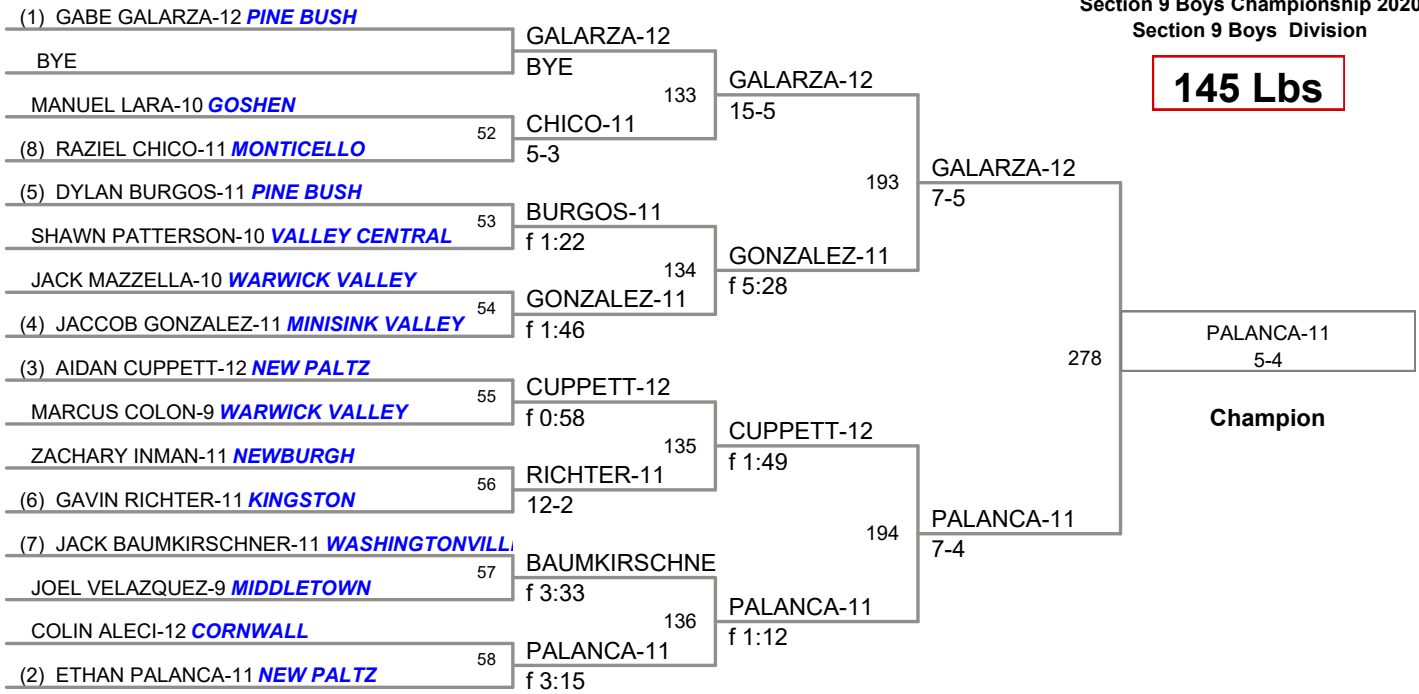 Section 9 Boys Championship 2020
Section 9 Boys Division
145 Lbs
(1) GABE GALARZA-12 PINE BUSH
BYE
MANUEL LARA-10 GOSHEN
(8) RAZIEL CHICO-11 MONTICELLO
(5) DYLAN BURGOS-11 PINE BUSH
SHAWN PATTERSON-10 VALLEY CENTRAL
JACK MAZZELLA-10 WARWICK VALLEY
(4) JACCOB GONZALEZ-11 MINISINK VALLEY
(3) AIDAN CUPPETT-12 NEW PALTZ
MARCUS COLON-9 WARWICK VALLEY
ZACHARY INMAN-11 NEWBURGH
(6) GAVIN RICHTER-11 KINGSTON
(7) JACK BAUMKIRSCHNER-11 WASHINGTONVILL
JOEL VELAZQUEZ-9 MIDDLETOWN
COLIN ALECI-12 CORNWALL
(2) ETHAN PALANCA-11 NEW PALTZ
52
53
54
55
56
57
58
GALARZA-12
BYE
CHICO-11
5-3
BURGOS-11
f 1:22
GONZALEZ-11
f 1:46
CUPPETT-12
f 0:58
RICHTER-11
12-2
BAUMKIRSCHNE
f 3:33
PALANCA-11
f 3:15
133
134
135
136
GALARZA-12
15-5
GONZALEZ-11
f 5:28
CUPPETT-12
f 1:49
PALANCA-11
f 1:12
193
194
GALARZA-12
7-5
PALANCA-11
7-4
278
PALANCA-11
5-4
Champion